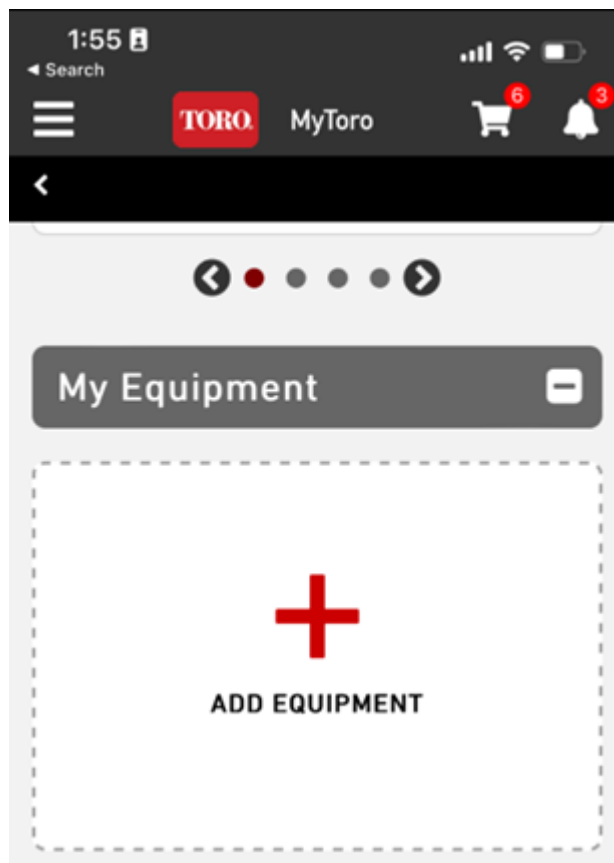 1:55
Search
TORO. MyToro 6 3
My Equipment
ADD EQUIPMENT